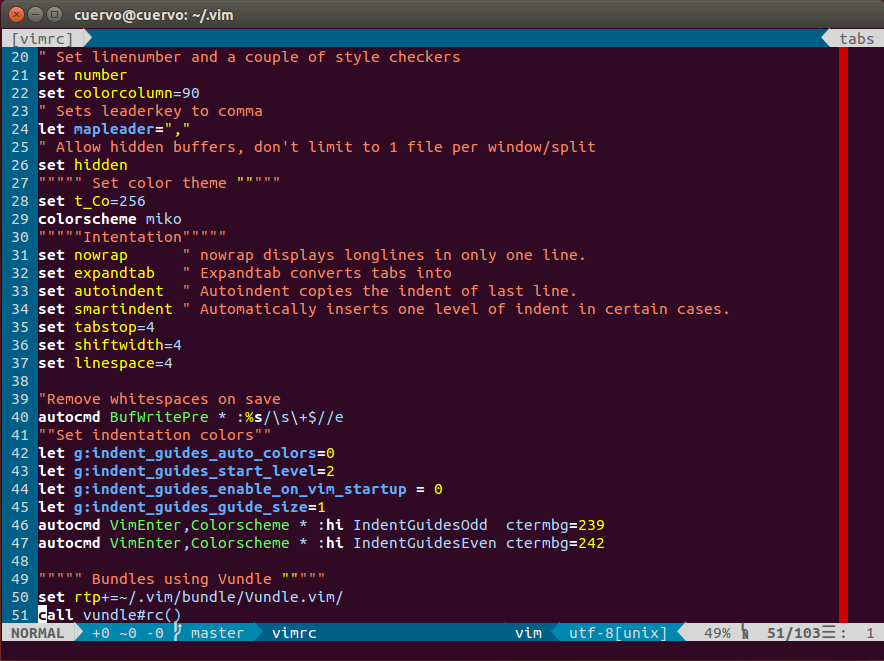 cuervo@cuervo: ~/.vim
[vimrc] tabs
20 " Set linenumber and a couple of style checkers
21 set number
22 set colorcolumn=90
23 " Sets leaderkey to comma
24 let mapleader=","
25 " Allow hidden buffers, don't limit to 1 file per window/split
26 set hidden
27 """"" Set color theme """""
28 set t_Co=256
29 colorscheme miko
30 """""Intentation"""""
31 set nowrap      " nowrap displays longlines in only one line.
32 set expandtab   " Expandtab converts tabs into
33 set autoindent  " Autoindent copies the indent of last line.
34 set smartindent " Automatically inserts one level of indent in certain cases.
35 set tabstop=4
36 set shiftwidth=4
37 set linespace=4
38
39 "Remove whitespaces on save
40 autocmd BufWritePre * :%s/\s\+$//e
41 ""Set indentation colors""
42 let g:indent_guides_auto_colors=0
43 let g:indent_guides_start_level=2
44 let g:indent_guides_enable_on_vim_startup = 0
45 let g:indent_guides_guide_size=1
46 autocmd VimEnter,Colorscheme * :hi IndentGuidesOdd  ctermbg=239
47 autocmd VimEnter,Colorscheme * :hi IndentGuidesEven ctermbg=242
48
49 """"" Bundles using Vundle """""
50 set rtp+=~/.vim/bundle/Vundle.vim/
51 call vundle#rc()
NORMAL +0 ~0 -0 master vimrc vim utf-8[unix] 49% 51/103☰: 1